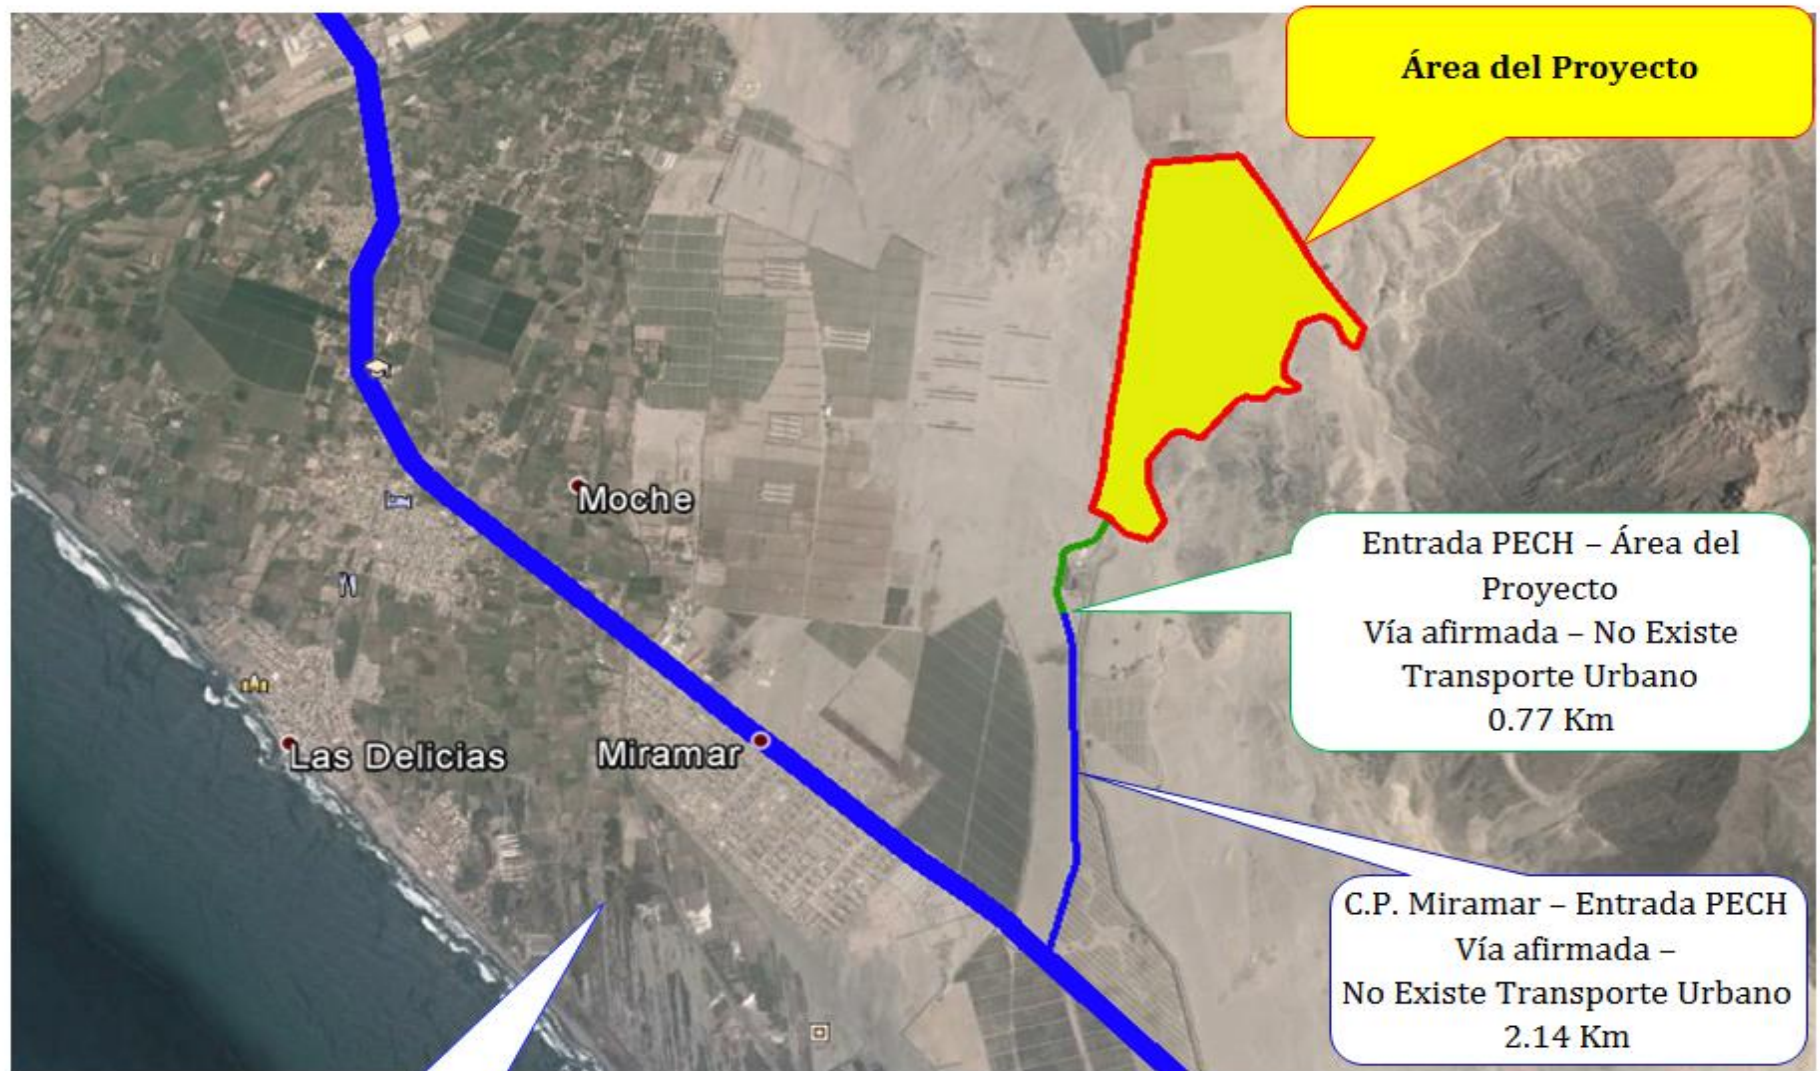 Área del Proyecto
Moche
Entrada PECH – Área del
Proyecto
Vía afirmada – No Existe
Transporte Urbano
0.77 Km
Las Delicias
Miramar
C.P. Miramar – Entrada PECH
Vía afirmada –
No Existe Transporte Urbano
2.14 Km